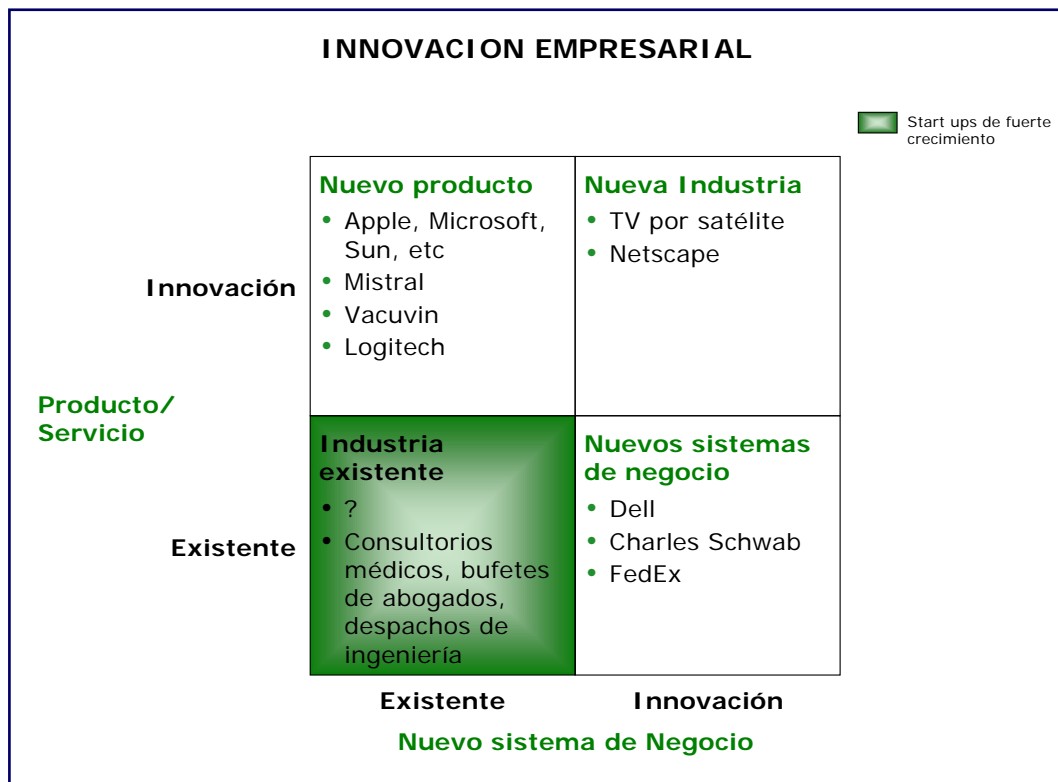 INNOVACION EMPRESARIAL
Start ups de fuerte
crecimiento
Nuevo producto
• Apple, Microsoft,
Sun, etc
• Mistral
• Vacuvin
• Logitech
Nueva Industria
• TV por satélite
• Netscape
Innovación
Producto/
Servicio
Industria
existente
• ?
• Consultorios
médicos, bufetes
de abogados,
despachos de
ingeniería
Nuevos sistemas
de negocio
• Dell
• Charles Schwab
• FedEx
Existente
Existente
Innovación
Nuevo sistema de Negocio